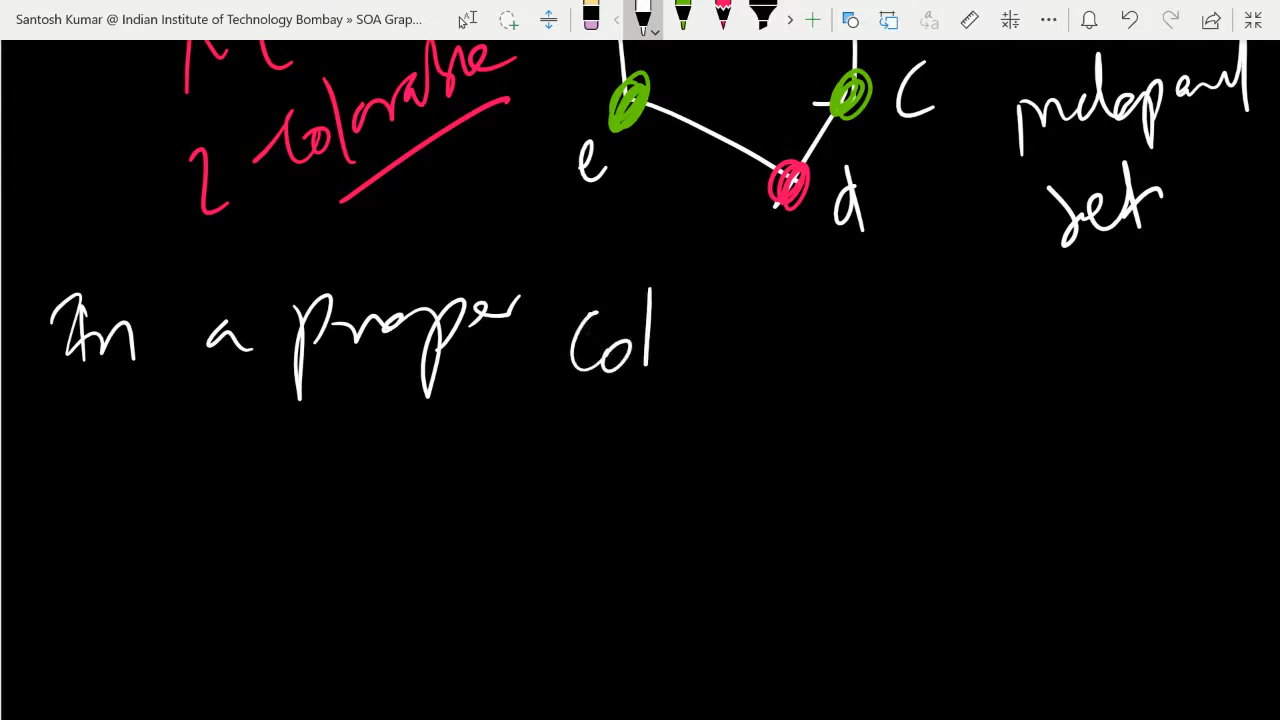 Santosh Kumar @ Indian Institute of Technology Bombay » SOA Grap...
2 colorable
e
c
d
independent
set
In a proper Col